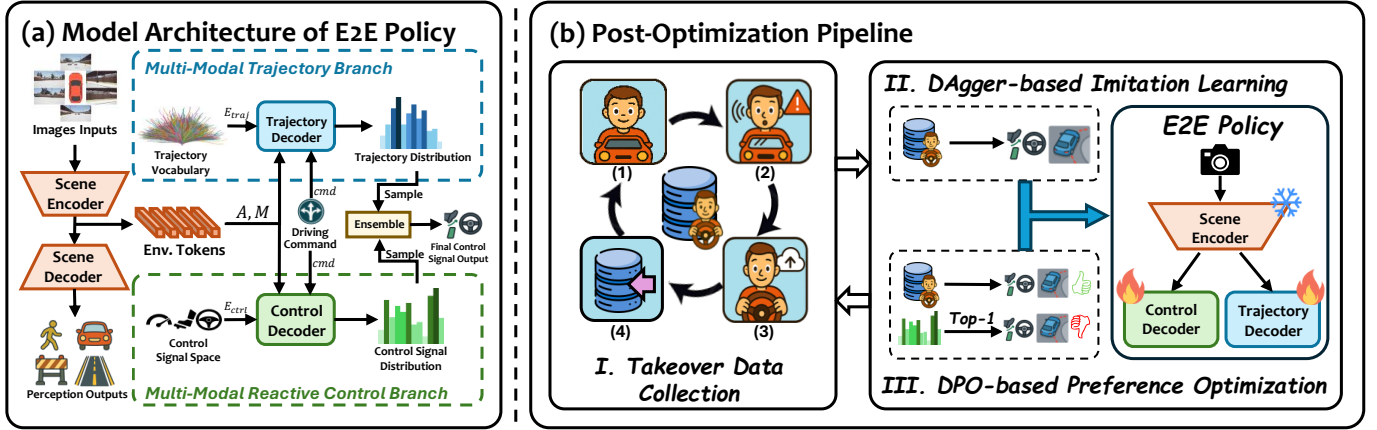 (a) Model Architecture of E2E Policy
Images Inputs
Scene
Encoder
Scene
Decoder
Perception Outputs
Multi-Modal Trajectory Branch
Trajectory
Vocabulary
E_traj
Trajectory
Decoder
Trajectory Distribution
Env. Tokens
A, M
cmd
Driving
Command
cmd
Sample
Ensemble
Sample
Final Control
Signal Output
Control
Signal Space
E_ctrl
Control
Decoder
Control Signal
Distribution
Multi-Modal Reactive Control Branch
(b) Post-Optimization Pipeline
(1)
(2)
(3)
(4)
I. Takeover Data
Collection
II. DAgger-based Imitation Learning
Top-1
E2E Policy
Scene
Encoder
Control
Decoder
Trajectory
Decoder
III. DPO-based Preference Optimization